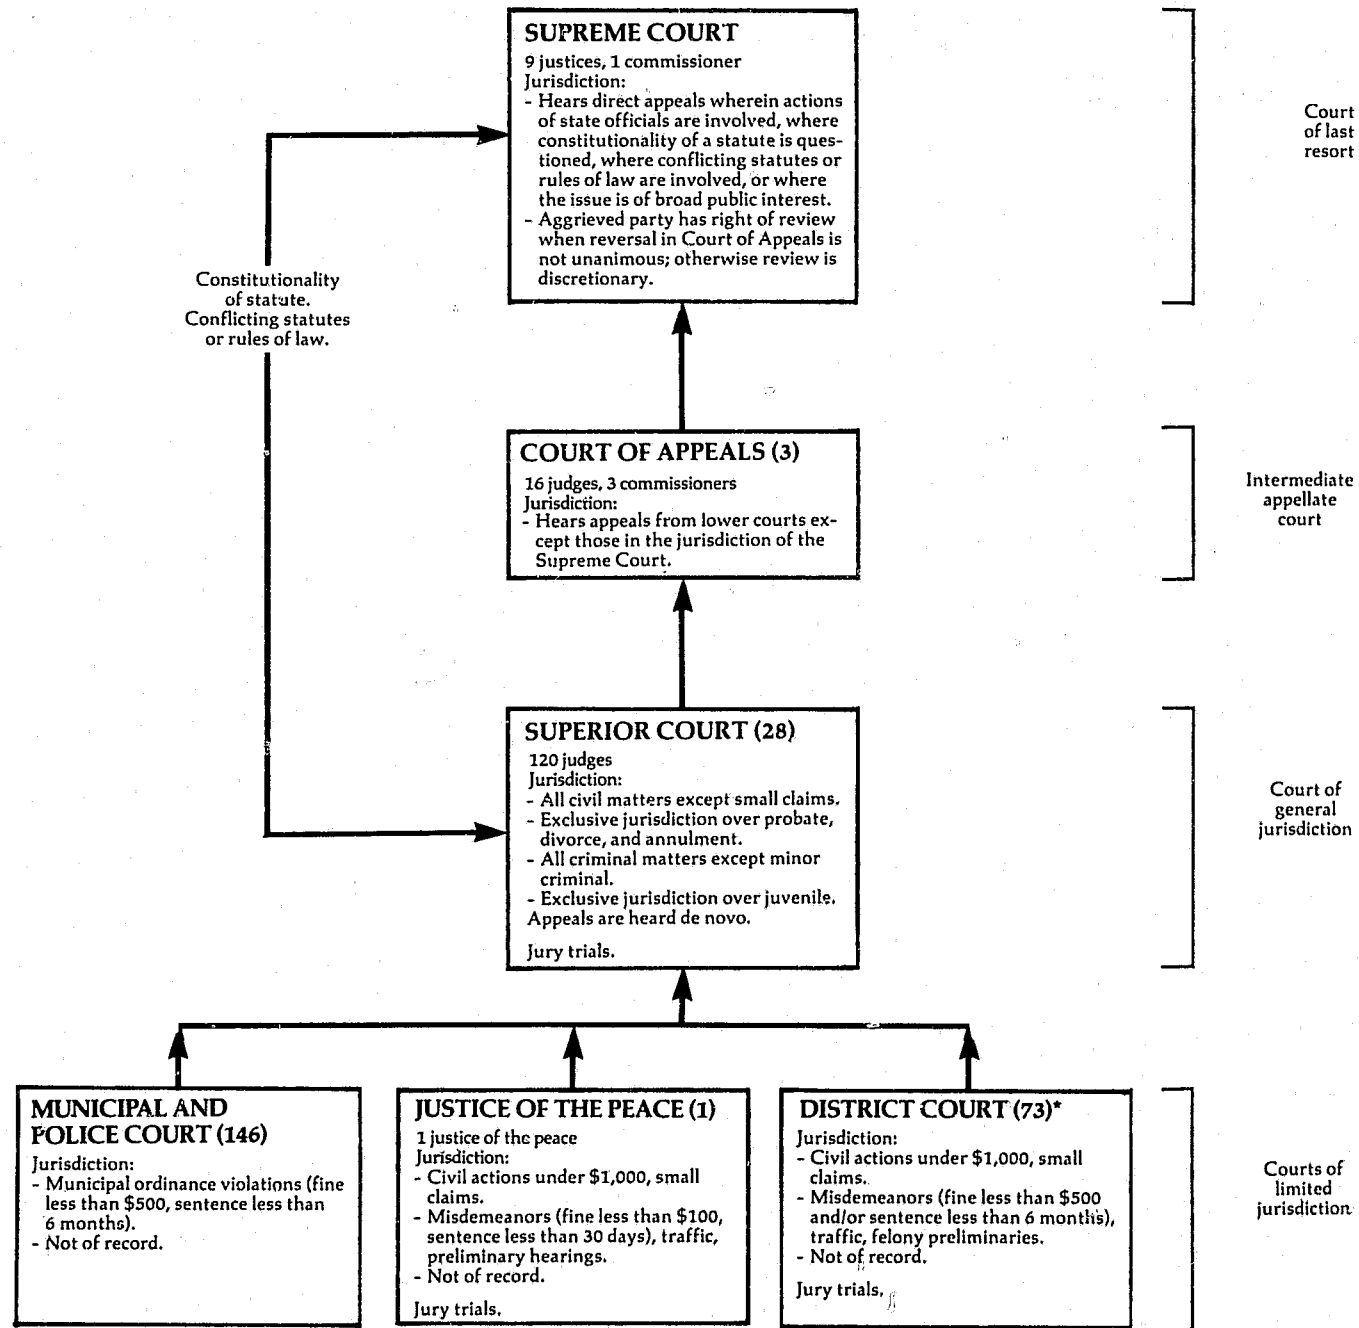 SUPREME COURT
9 justices, 1 commissioner
Jurisdiction:
- Hears direct appeals wherein actions
of state officials are involved, where
constitutionality of a statute is ques-
tioned, where conflicting statutes or
rules of law are involved, or where
the issue is of broad public interest.
- Aggrieved party has right of review
when reversal in Court of Appeals is
not unanimous; otherwise review is
discretionary.
Court
of last
resort
Constitutionality
of statute.
Conflicting statutes
or rules of law.
COURT OF APPEALS (3)
16 judges, 3 commissioners
Jurisdiction:
- Hears appeals from lower courts ex-
cept those in the jurisdiction of the
Supreme Court.
Intermediate
appellate
court
SUPERIOR COURT (28)
120 judges
Jurisdiction:
- All civil matters except small claims.
- Exclusive jurisdiction over probate,
divorce, and annulment.
- All criminal matters except minor
criminal.
- Exclusive jurisdiction over juvenile.
Appeals are heard de novo.
Jury trials.
Court of
general
jurisdiction
MUNICIPAL AND
POLICE COURT (146)
Jurisdiction:
- Municipal ordinance violations (fine
less than $500, sentence less than
6 months).
- Not of record.
JUSTICE OF THE PEACE (1)
1 justice of the peace
Jurisdiction:
- Civil actions under $1,000, small
claims.
- Misdemeanors (fine less than $100,
sentence less than 30 days), traffic,
preliminary hearings.
- Not of record.
Jury trials.
DISTRICT COURT (73)*
Jurisdiction:
- Civil actions under $1,000, small
claims.
- Misdemeanors (fine less than $500
and/or sentence less than 6 months),
traffic, felony preliminaries.
- Not of record.
Jury trials.
Courts of
limited
jurisdiction